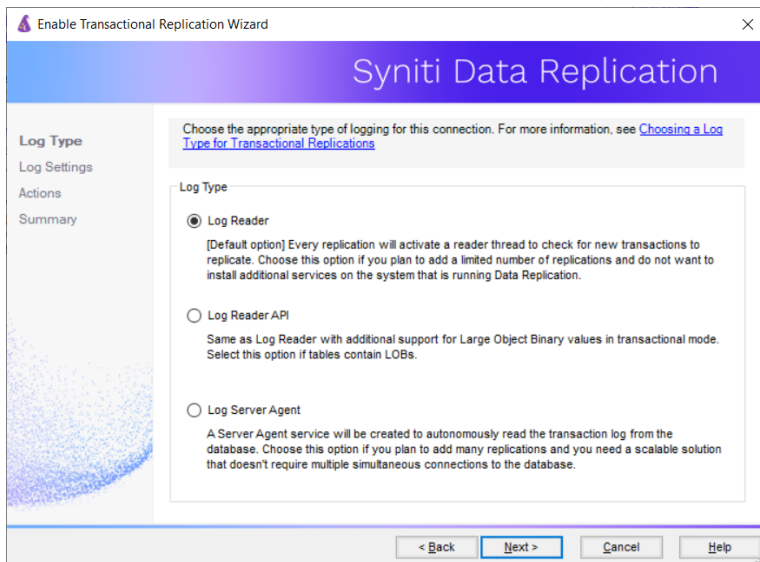 Enable Transactional Replication Wizard
Syniti Data Replication
Log Type
Log Settings
Actions
Summary
Choose the appropriate type of logging for this connection. For more information, see Choosing a Log
Type for Transactional Replications
Log Type
Log Reader
[Default option] Every replication will activate a reader thread to check for new transactions to
replicate. Choose this option if you plan to add a limited number of replications and do not want to
install additional services on the system that is running Data Replication.
Log Reader API
Same as Log Reader with additional support for Large Object Binary values in transactional mode.
Select this option if tables contain LOBs.
Log Server Agent
A Server Agent service will be created to autonomously read the transaction log from the
database. Choose this option if you plan to add many replications and you need a scalable solution
that doesn't require multiple simultaneous connections to the database.
< Back Next > Cancel Help